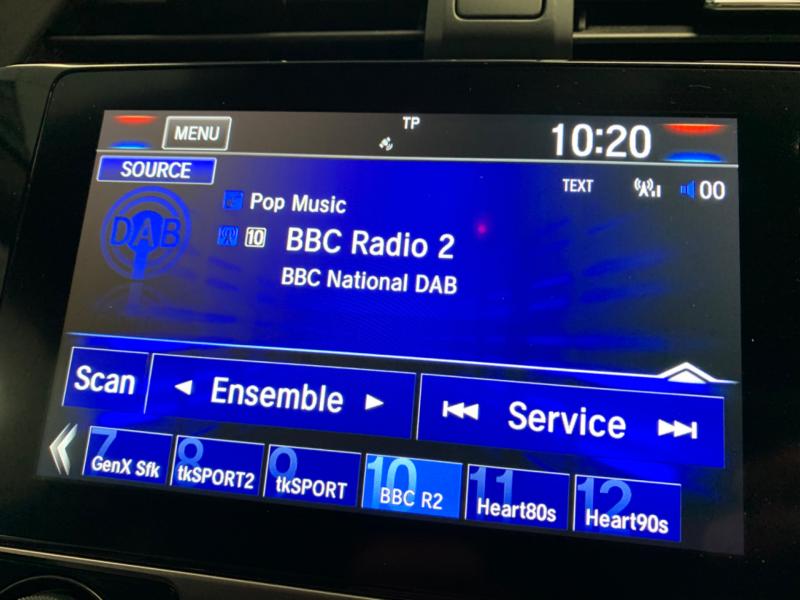 TP
MENU
10:20
SOURCE
TEXT
00
DAB
Pop Music
10 BBC Radio 2
BBC National DAB
Scan
Ensemble
Service
7 GenX Sfk
8 tkSPORT2
9 tkSPORT
10 BBC R2
11 Heart80s
12 Heart90s